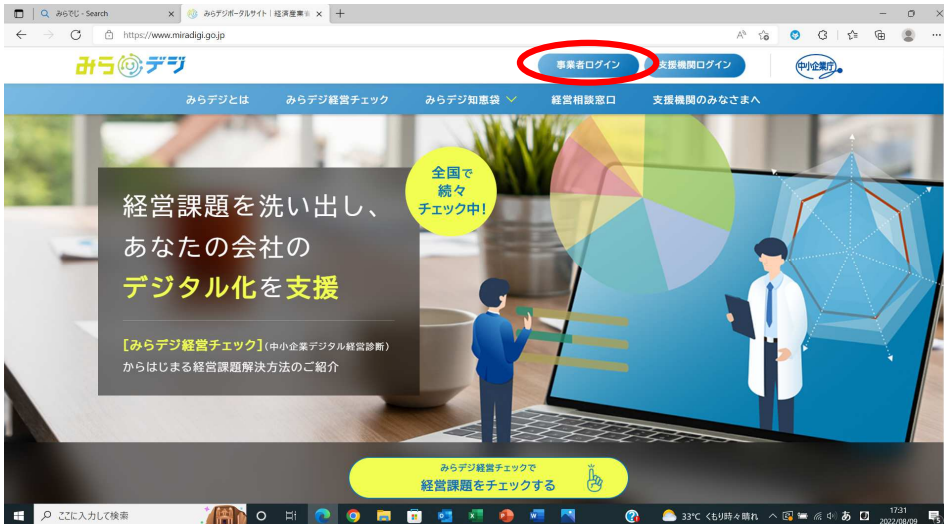 みらでじ - Search
みらデジポータルサイト | 経済産業省
https://www.miradigi.go.jp
みらデジ
事業者ログイン
支援機関ログイン
中小企業庁
みらデジとは
みらデジ経営チェック
みらデジ知恵袋
経営相談窓口
支援機関のみなさまへ
全国で
続々
チェック中!
経営課題を洗い出し、
あなたの会社の
デジタル化を支援
[みらデジ経営チェック](中小企業デジタル経営診断)
からはじまる経営課題解決方法のご紹介
みらデジ経営チェックで
経営課題をチェックする
ここに入力して検索
33°C くもり時々晴れ
あ
17:31
2022/08/09